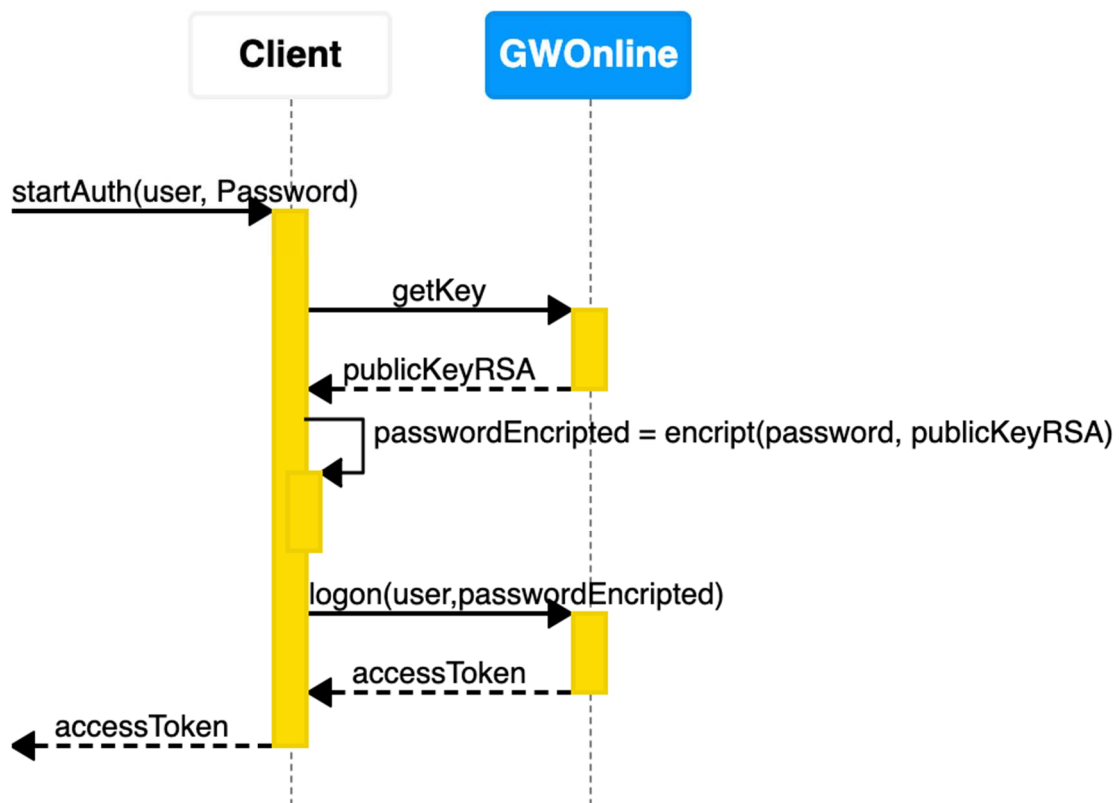 Client
GWOnline
startAuth(user, Password)
getKey
publicKeyRSA
passwordEncripted = encript(password, publicKeyRSA)
logon(user,passwordEncripted)
accessToken
accessToken